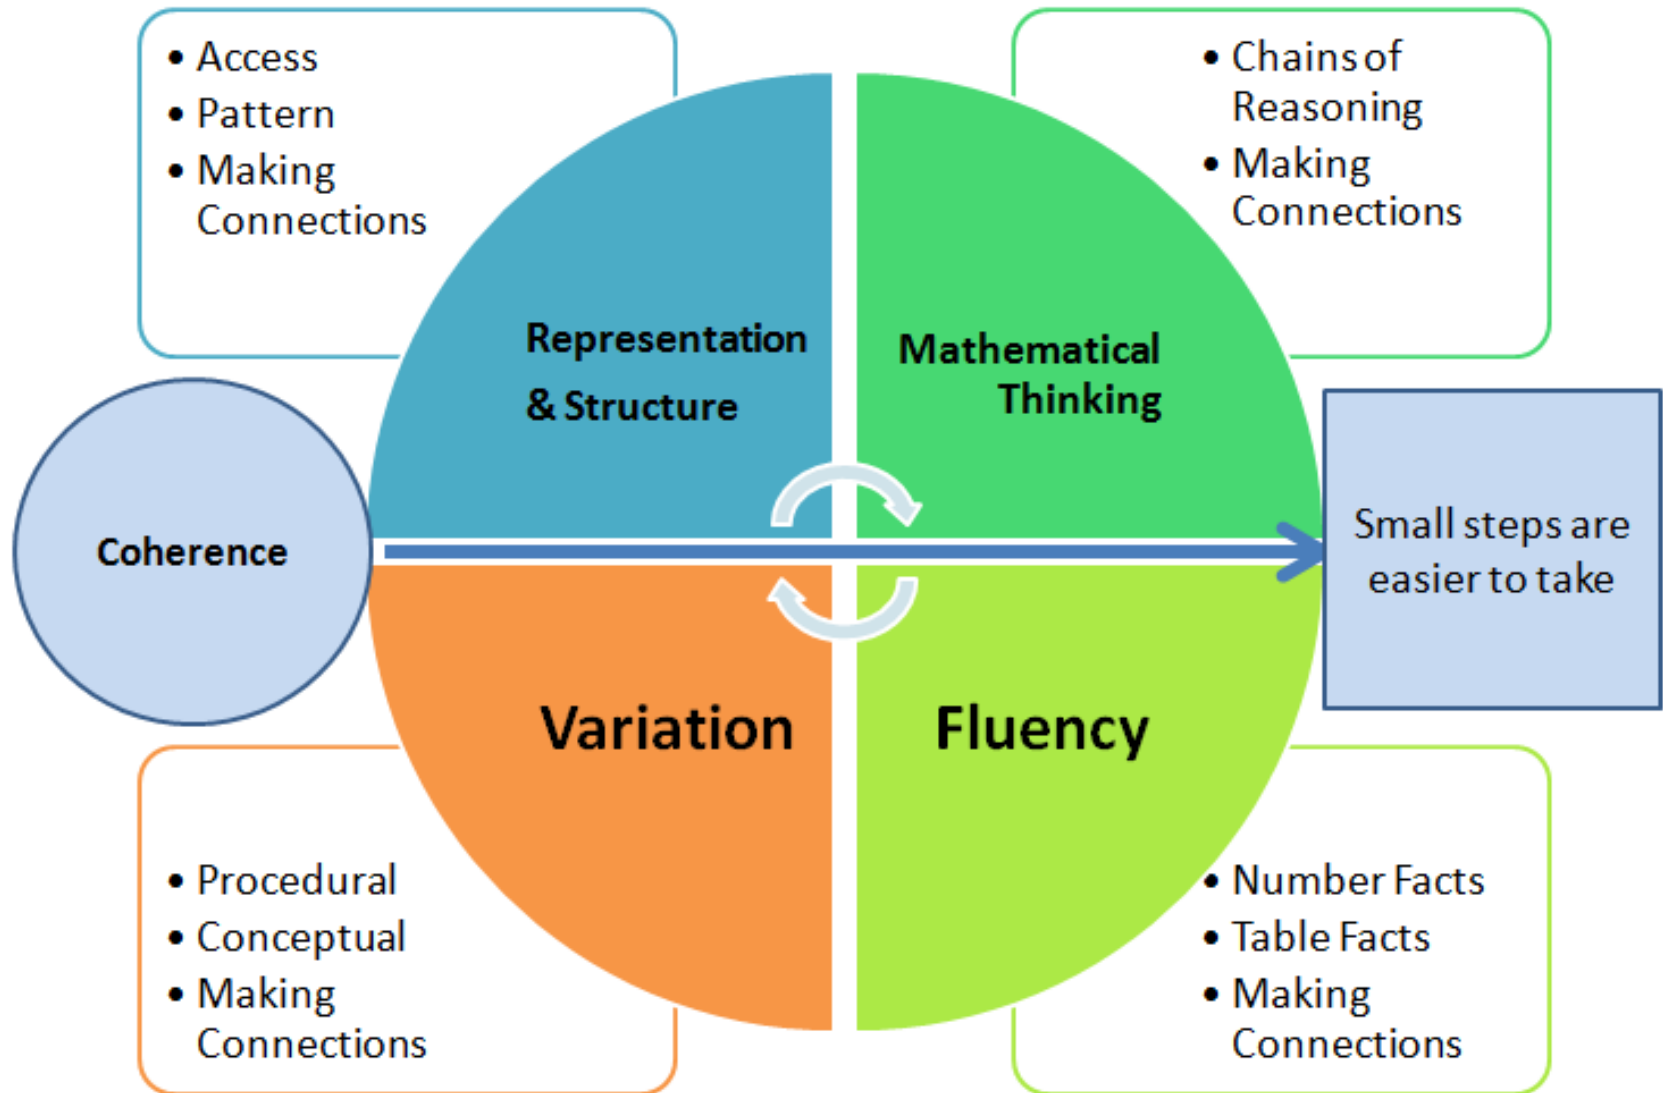 • Access
• Pattern
• Making
Connections
• Chains of
Reasoning
• Making
Connections
Representation
& Structure
Mathematical
Thinking
Coherence
Small steps are
easier to take
Variation
Fluency
• Procedural
• Conceptual
• Making
Connections
• Number Facts
• Table Facts
• Making
Connections